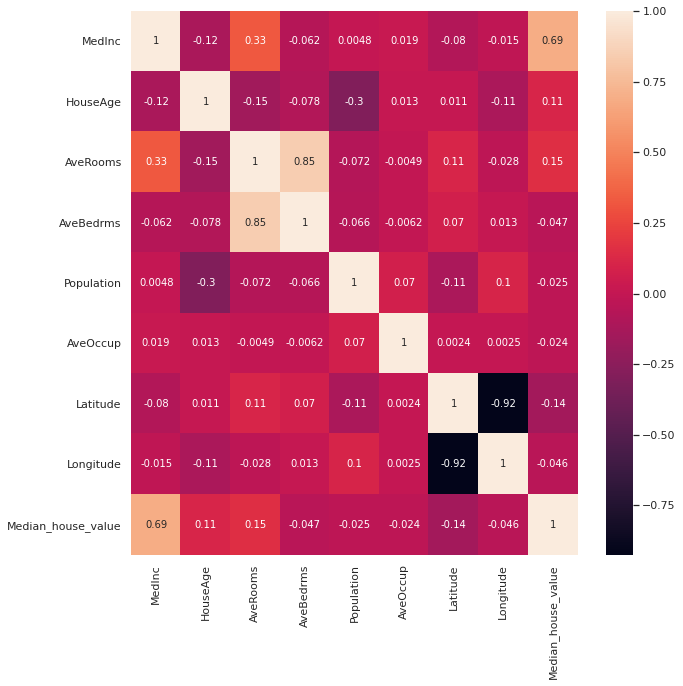 MedInc 1 -0.12 0.33 -0.062 0.0048 0.019 -0.08 -0.015 0.69
HouseAge -0.12 1 -0.15 -0.078 -0.3 0.013 0.011 -0.11 0.11
AveRooms 0.33 -0.15 1 0.85 -0.072 -0.0049 0.11 -0.028 0.15
AveBedrms -0.062 -0.078 0.85 1 -0.066 -0.0062 0.07 0.013 -0.047
Population 0.0048 -0.3 -0.072 -0.066 1 0.07 -0.11 0.1 -0.025
AveOccup 0.019 0.013 -0.0049 -0.0062 0.07 1 0.0024 0.0025 -0.024
Latitude -0.08 0.011 0.11 0.07 -0.11 0.0024 1 -0.92 -0.14
Longitude -0.015 -0.11 -0.028 0.013 0.1 0.0025 -0.92 1 -0.046
Median_house_value 0.69 0.11 0.15 -0.047 -0.025 -0.024 -0.14 -0.046 1
MedInc
HouseAge
AveRooms
AveBedrms
Population
AveOccup
Latitude
Longitude
Median_house_value
1.00
0.75
0.50
0.25
0.00
−0.25
−0.50
−0.75